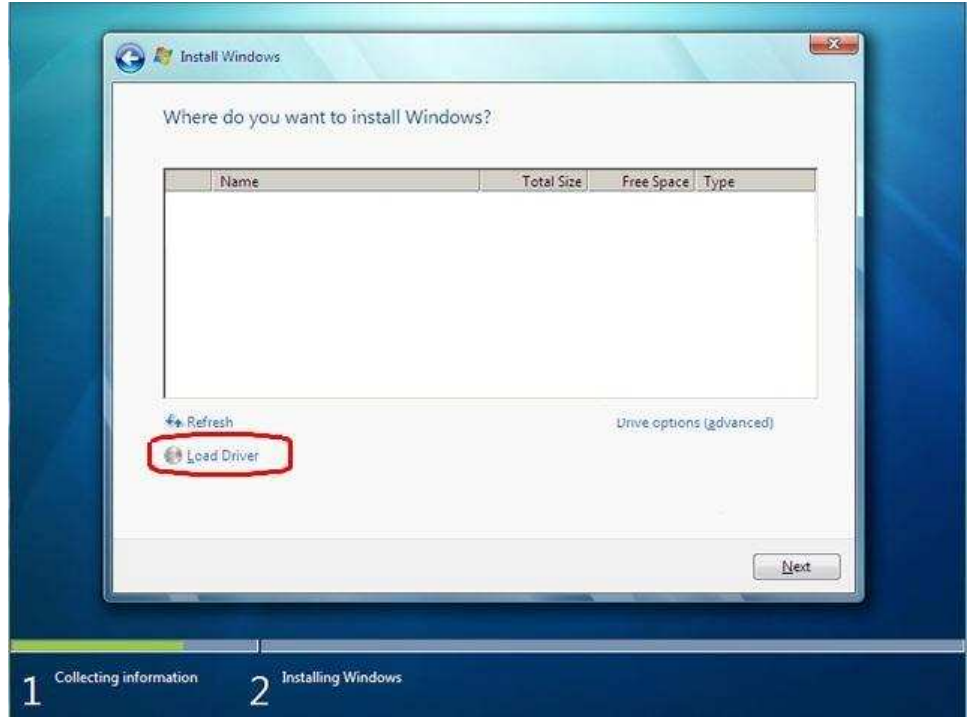 Install Windows
Where do you want to install Windows?
Name Total Size Free Space Type
Refresh Drive options (advanced)
Load Driver
Next
1 Collecting information 2 Installing Windows